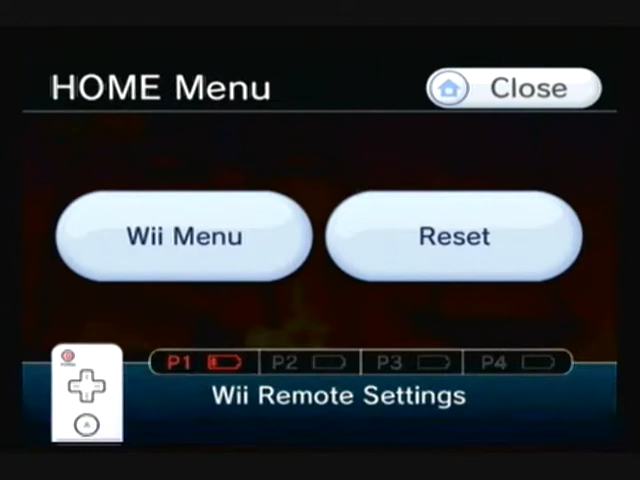 HOME Menu
Close
Wii Menu
Reset
P1
P2
P3
P4
Wii Remote Settings